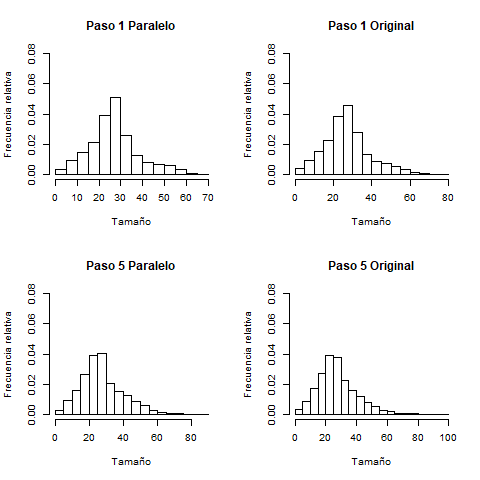 Paso 1 Paralelo
Frecuencia relativa
0.00 0.02 0.04 0.06 0.08
0 10 20 30 40 50 60 70
Tamaño
Paso 1 Original
Frecuencia relativa
0.00 0.02 0.04 0.06 0.08
0 20 40 60 80
Tamaño
Paso 5 Paralelo
Frecuencia relativa
0.00 0.02 0.04 0.06 0.08
0 20 40 60 80
Tamaño
Paso 5 Original
Frecuencia relativa
0.00 0.02 0.04 0.06 0.08
0 20 40 60 80 100
Tamaño